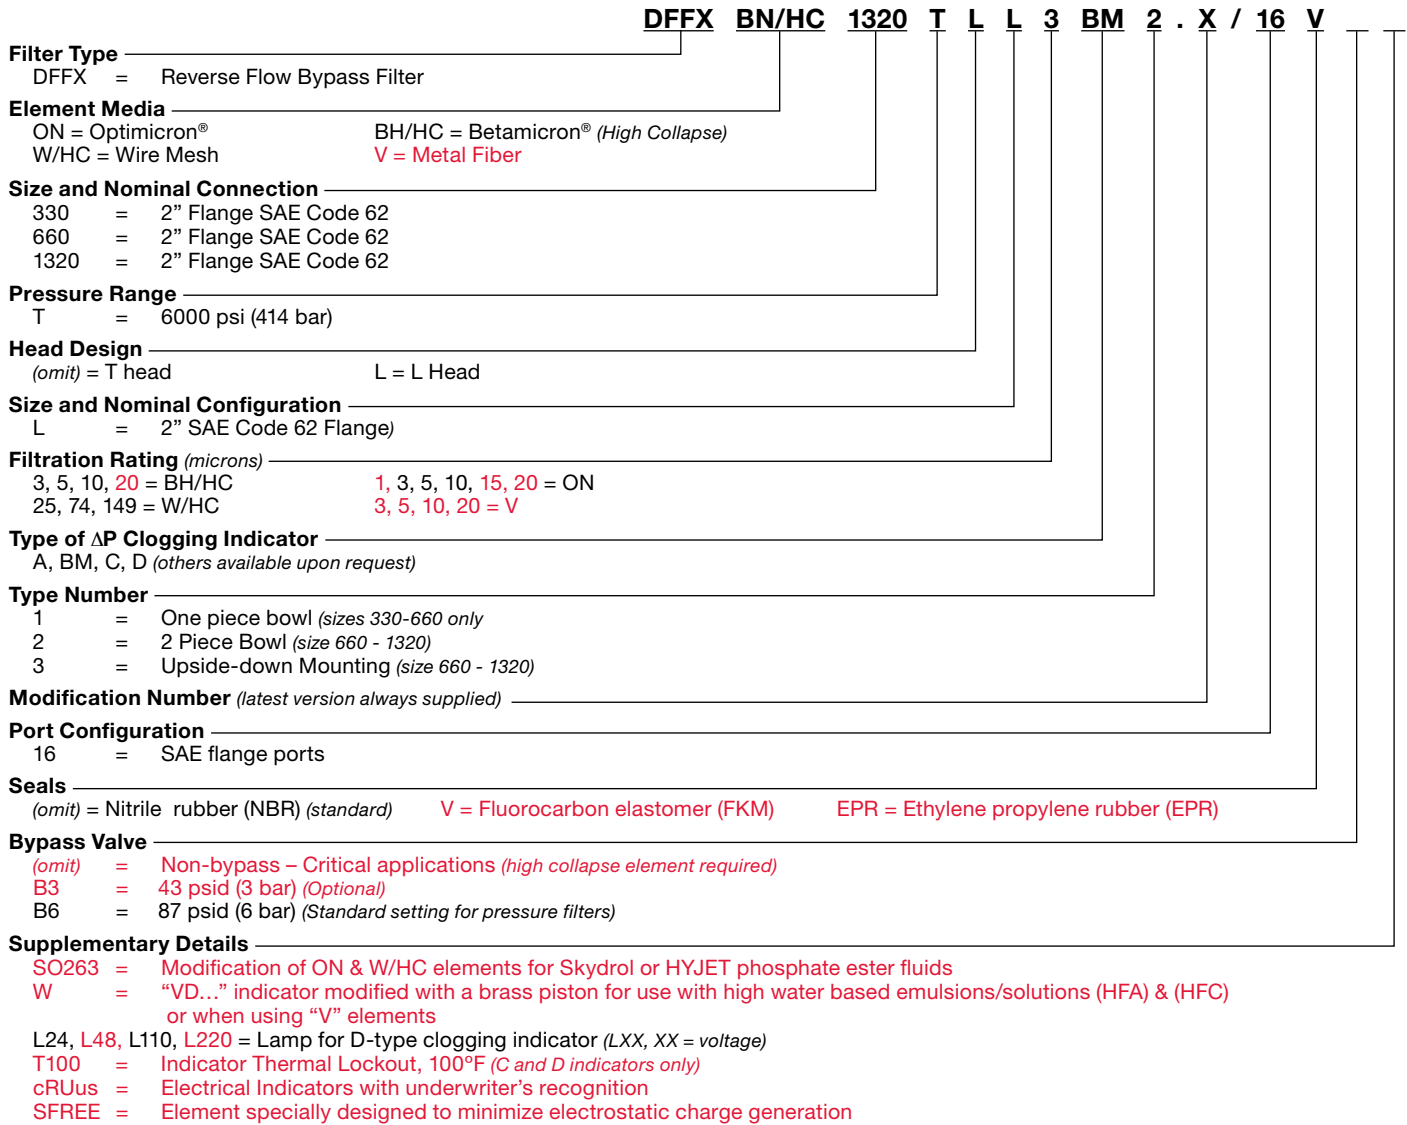 DFFX BN/HC 1320 T L L 3 BM 2 . X / 16 V
Filter Type
DFFX = Reverse Flow Bypass Filter
Element Media
ON = Optimicron® BH/HC = Betamicron® (High Collapse)
W/HC = Wire Mesh V = Metal Fiber
Size and Nominal Connection
330 = 2” Flange SAE Code 62
660 = 2” Flange SAE Code 62
1320 = 2” Flange SAE Code 62
Pressure Range
T = 6000 psi (414 bar)
Head Design
(omit) = T head L = L Head
Size and Nominal Configuration
L = 2” SAE Code 62 Flange)
Filtration Rating (microns)
3, 5, 10, 20 = BH/HC 1, 3, 5, 10, 15, 20 = ON
25, 74, 149 = W/HC 3, 5, 10, 20 = V
Type of ΔP Clogging Indicator
A, BM, C, D (others available upon request)
Type Number
1 = One piece bowl (sizes 330-660 only
2 = 2 Piece Bowl (size 660 - 1320)
3 = Upside-down Mounting (size 660 - 1320)
Modification Number (latest version always supplied)
Port Configuration
16 = SAE flange ports
Seals
(omit) = Nitrile rubber (NBR) (standard) V = Fluorocarbon elastomer (FKM) EPR = Ethylene propylene rubber (EPR)
Bypass Valve
(omit) = Non-bypass – Critical applications (high collapse element required)
B3 = 43 psid (3 bar) (Optional)
B6 = 87 psid (6 bar) (Standard setting for pressure filters)
Supplementary Details
SO263 = Modification of ON & W/HC elements for Skydrol or HYJET phosphate ester fluids
W = “VD…” indicator modified with a brass piston for use with high water based emulsions/solutions (HFA) & (HFC)
or when using “V” elements
L24, L48, L110, L220 = Lamp for D-type clogging indicator (LXX, XX = voltage)
T100 = Indicator Thermal Lockout, 100ºF (C and D indicators only)
cRUus = Electrical Indicators with underwriter’s recognition
SFREE = Element specially designed to minimize electrostatic charge generation